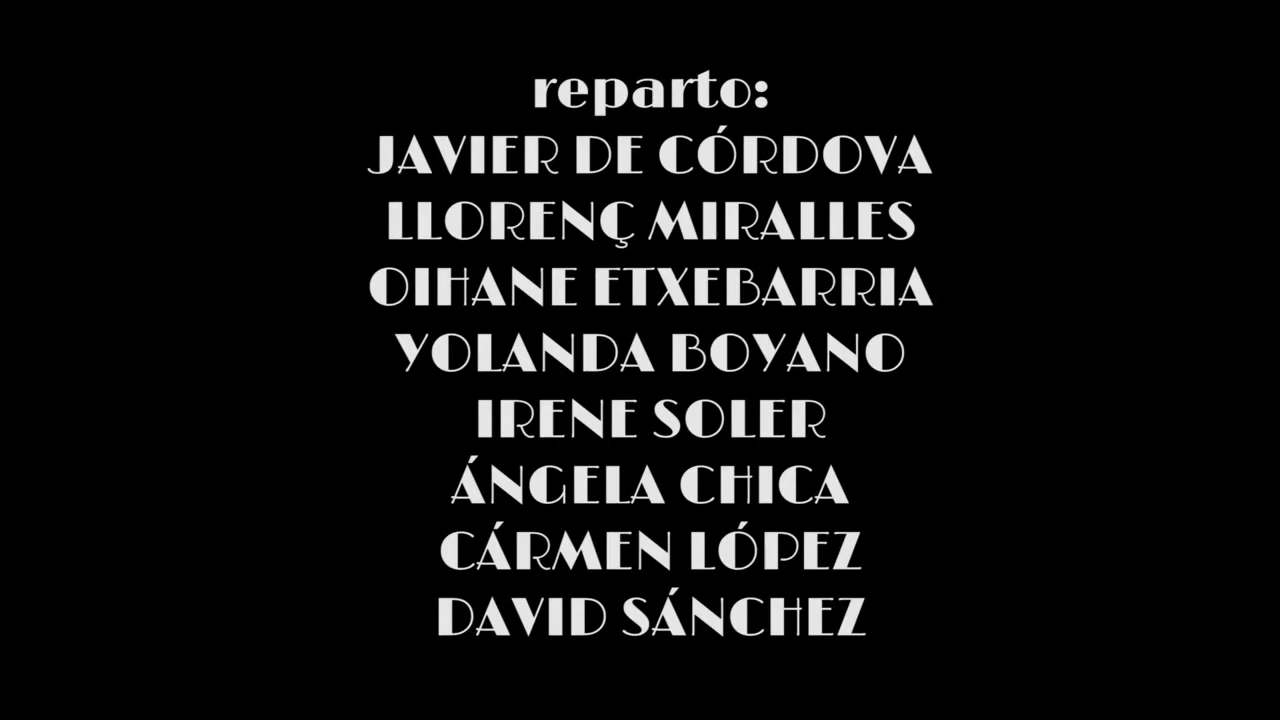 reparto:
JAVIER DE CÓRDOVA
LLORENÇ MIRALLES
OIHANE ETXEBARRIA
YOLANDA BOYANO
IRENE SOLER
ÁNGELA CHICA
CÁRMEN LÓPEZ
DAVID SÁNCHEZ